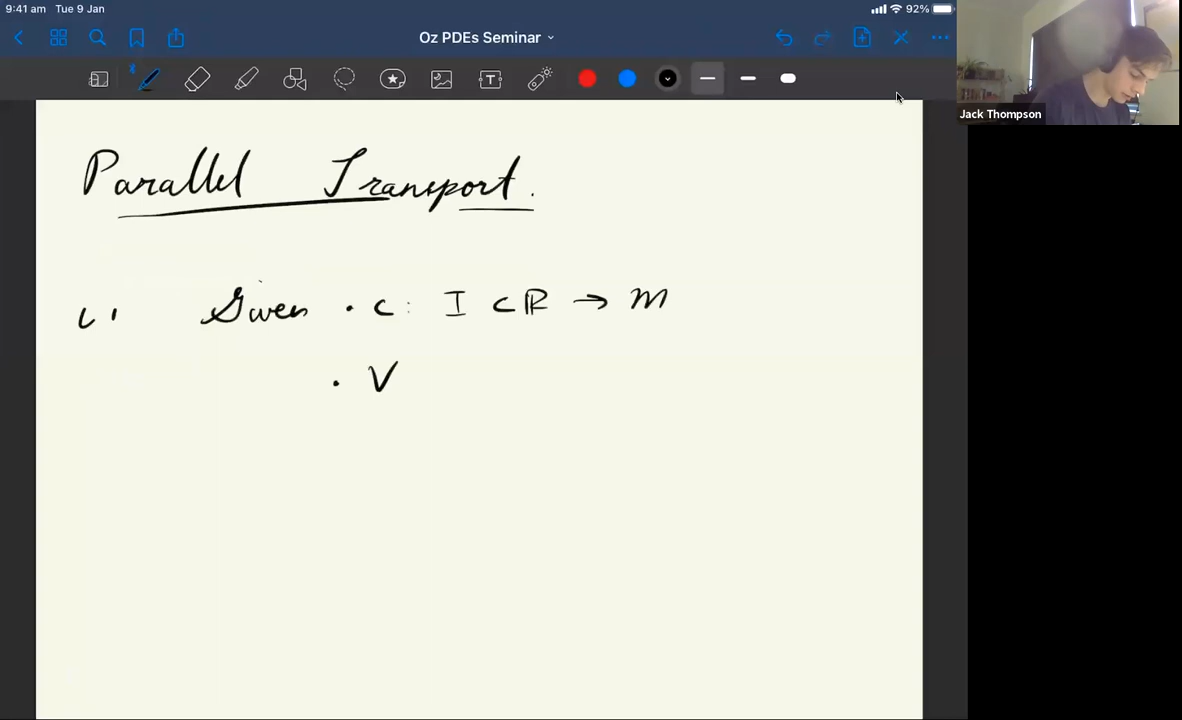 9:41 am Tue 9 Jan
92%
Oz PDEs Seminar
Jack Thompson
Parallel Transport.
Given • c: I ⊂ ℝ → M
• V